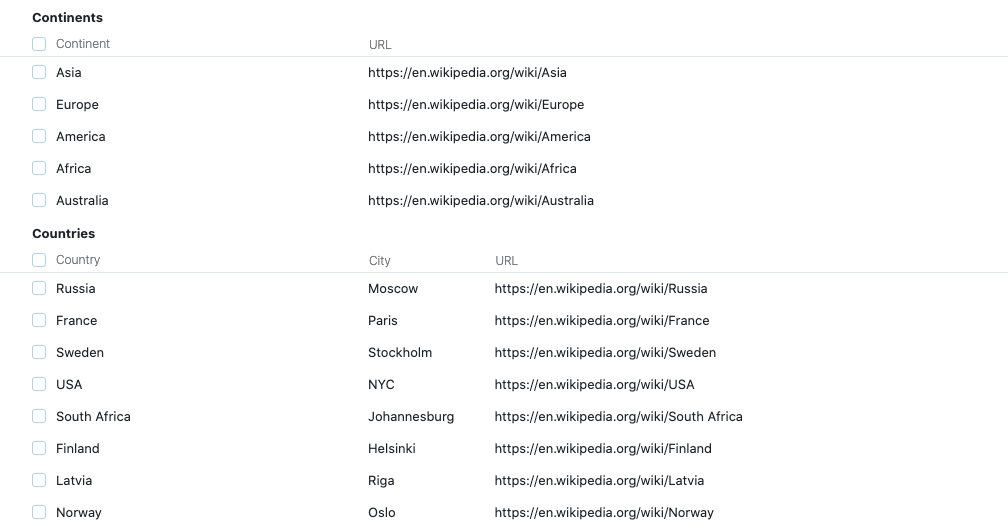 Continents
Continent URL
Asia https://en.wikipedia.org/wiki/Asia
Europe https://en.wikipedia.org/wiki/Europe
America https://en.wikipedia.org/wiki/America
Africa https://en.wikipedia.org/wiki/Africa
Australia https://en.wikipedia.org/wiki/Australia
Countries
Country City URL
Russia Moscow https://en.wikipedia.org/wiki/Russia
France Paris https://en.wikipedia.org/wiki/France
Sweden Stockholm https://en.wikipedia.org/wiki/Sweden
USA NYC https://en.wikipedia.org/wiki/USA
South Africa Johannesburg https://en.wikipedia.org/wiki/South Africa
Finland Helsinki https://en.wikipedia.org/wiki/Finland
Latvia Riga https://en.wikipedia.org/wiki/Latvia
Norway Oslo https://en.wikipedia.org/wiki/Norway